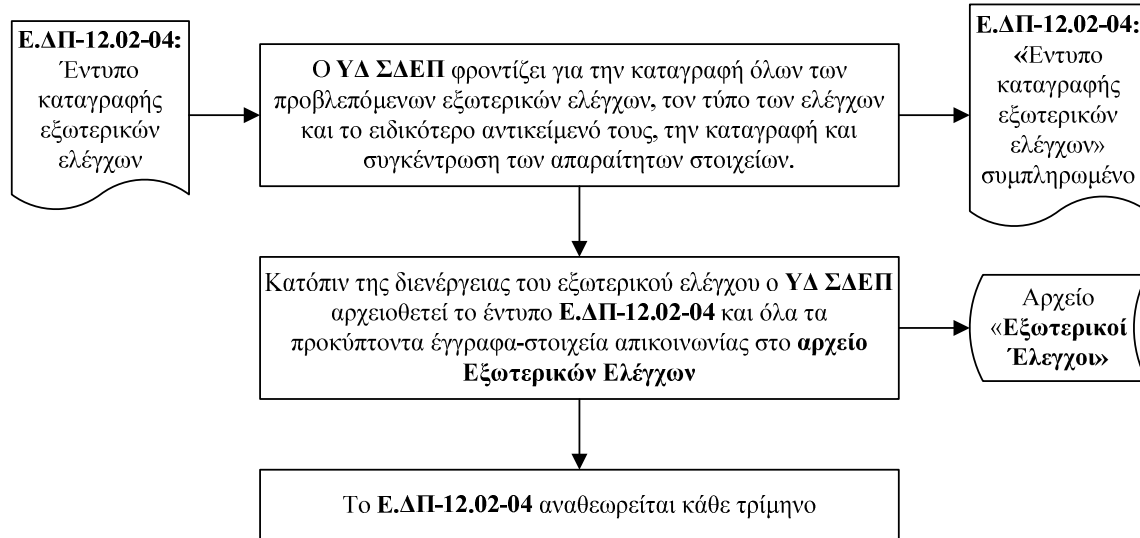 Ε.ΔΠ-12.02-04:
Έντυπο
καταγραφής
εξωτερικών
ελέγχων
Ο ΥΔ ΣΔΕΠ φροντίζει για την καταγραφή όλων των
προβλεπόμενων εξωτερικών ελέγχων, τον τύπο των ελέγχων
και το ειδικότερο αντικείμενό τους, την καταγραφή και
συγκέντρωση των απαραίτητων στοιχείων.
Ε.ΔΠ-12.02-04:
«Έντυπο
καταγραφής
εξωτερικών
ελέγχων»
συμπληρωμένο
Κατόπιν της διενέργειας του εξωτερικού ελέγχου ο ΥΔ ΣΔΕΠ
αρχειοθετεί το έντυπο Ε.ΔΠ-12.02-04 και όλα τα
προκύπτοντα έγγραφα-στοιχεία απικοινωνίας στο αρχείο
Εξωτερικών Ελέγχων
Αρχείο
«Εξωτερικοί
Έλεγχοι»
Το Ε.ΔΠ-12.02-04 αναθεωρείται κάθε τρίμηνο